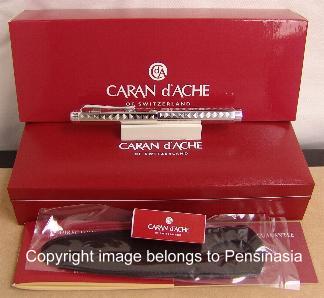 CARAN d'ACHE
OF SWITZERLAND
CARAN d'ACHE
OF SWITZERLAND
CARAN d'ACHE
Copyright image belongs to Pensinasia